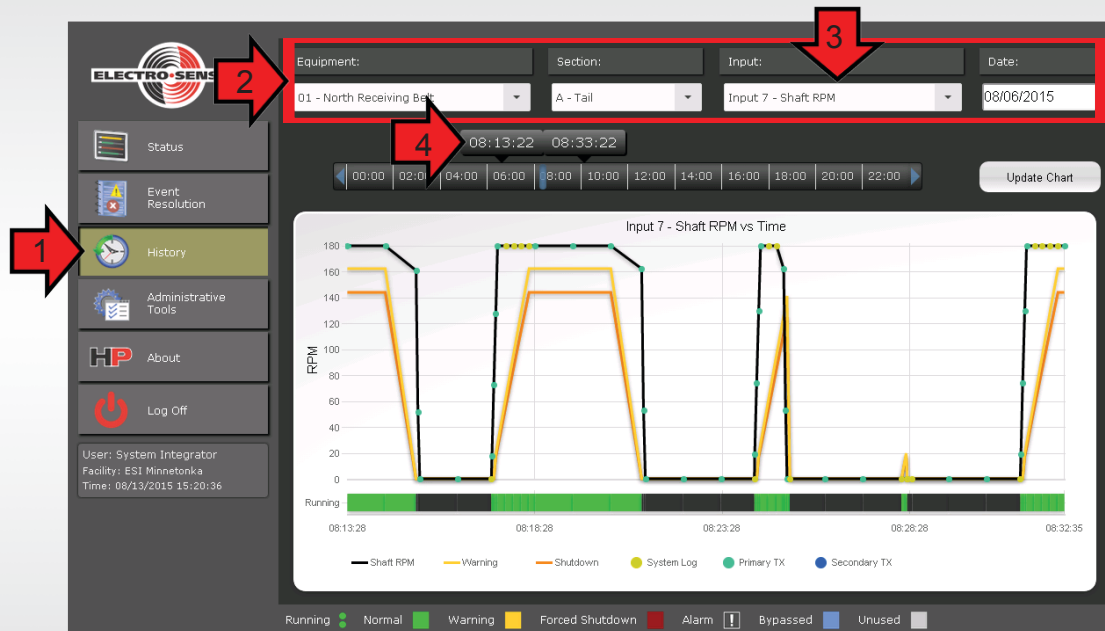 3
Equipment:
Section:
Input:
Date:
ELECTRO-SENS
2
01 - North Receiving Belt
A - Tail
Input 7 - Shaft RPM
08/06/2015
4
08:13:22
08:33:22
Status
00:00
02:0
04:00
06:00
08:00
10:00
12:00
14:00
16:00
18:00
20:00
22:00
Update Chart
Event
Resolution
1
History
Administrative
Tools
HP
About
Log Off
User: System Integrator
Facility: ESI Minnetonka
Time: 08/13/2015 15:20:36
Input 7 - Shaft RPM vs Time
RPM
180
160
140
120
100
80
60
40
20
0
Running
08:13:28
08:18:28
08:23:28
08:28:28
08:32:35
Shaft RPM
Warning
Shutdown
System Log
Primary TX
Secondary TX
Running
Normal
Warning
Forced Shutdown
Alarm
!
Bypassed
Unused